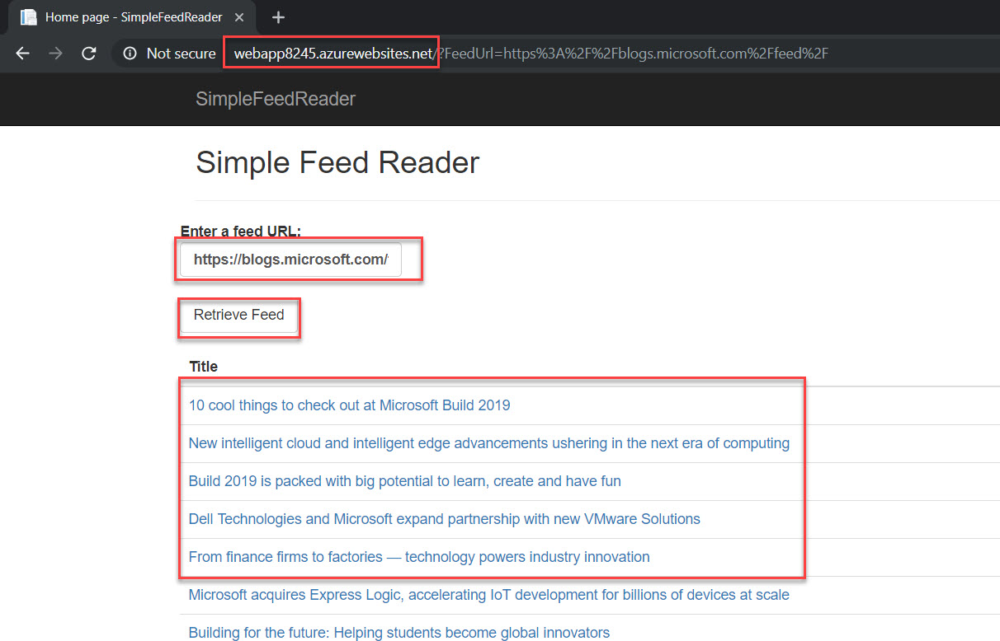 Home page - SimpleFeedReader
Not secure webapp8245.azurewebsites.net/?FeedUrl=https%3A%2F%2Fblogs.microsoft.com%2Ffeed%2F
SimpleFeedReader
Simple Feed Reader
Enter a feed URL:
https://blogs.microsoft.com/
Retrieve Feed
Title
10 cool things to check out at Microsoft Build 2019
New intelligent cloud and intelligent edge advancements ushering in the next era of computing
Build 2019 is packed with big potential to learn, create and have fun
Dell Technologies and Microsoft expand partnership with new VMware Solutions
From finance firms to factories — technology powers industry innovation
Microsoft acquires Express Logic, accelerating IoT development for billions of devices at scale
Building for the future: Helping students become global innovators